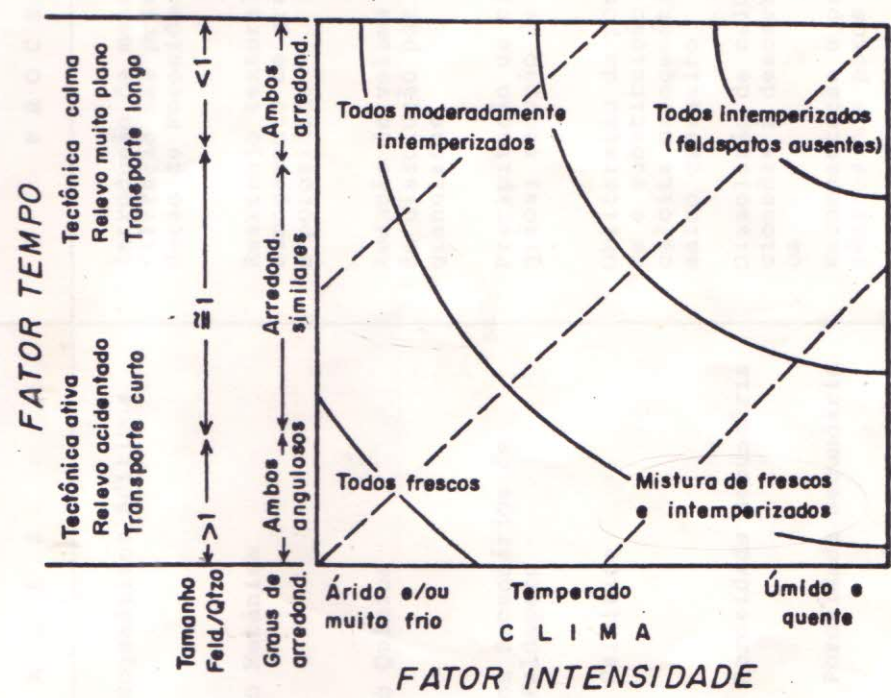 FATOR TEMPO
Tectônica calma
Relevo muito plano
Transporte longo
Tectônica ativa
Relevo acidentado
Transporte curto
<1
≅1
>1
Ambos
arredond.
Arredond.
similares
Ambos
angulosos
Tamanho
Feld./Qtzo
Graus de
arredond.
Todos moderadamente
intemperizados
Todos Intemperizados
(feldspatos ausentes)
Todos frescos
Mistura de frescos
e intemperizados
Árido e/ou
muito frio
Temperado
Úmido e
quente
CLIMA
FATOR INTENSIDADE